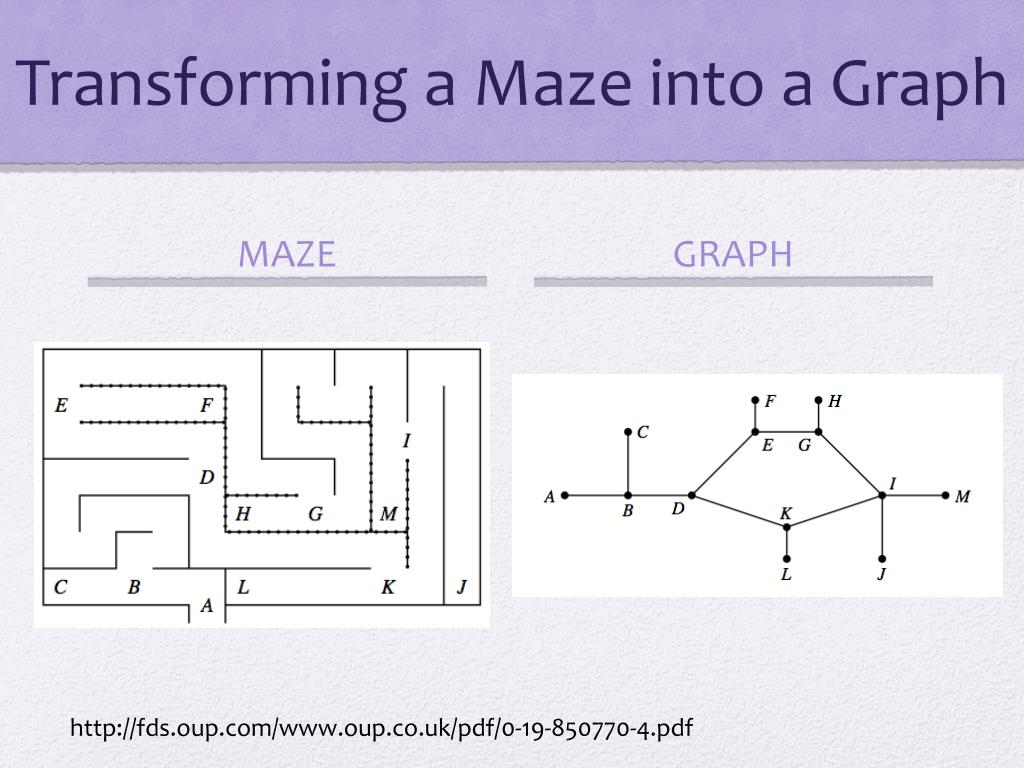 Transforming a Maze into a Graph
MAZE
GRAPH
E F
I
D
H G M
C B L K J
A
F H
C
E G
I
A B D K M
L J
http://fds.oup.com/www.oup.co.uk/pdf/0-19-850770-4.pdf